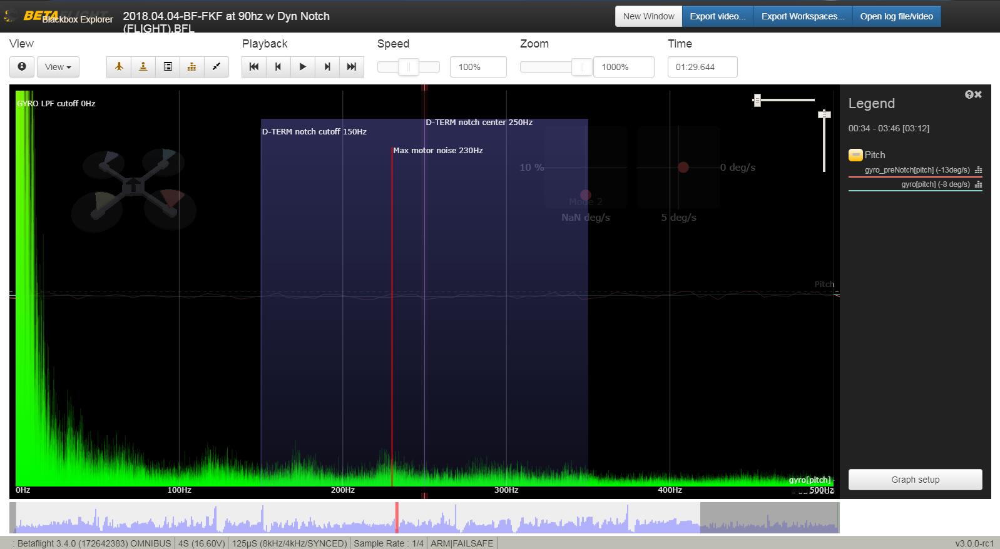 BETAFLIGHT
Blackbox Explorer
2018.04.04-BF-FKF at 90hz w Dyn Notch
(FLIGHT).BFL
New Window
Export video...
Export Workspaces...
Open log file/video
View
Playback
Speed
Zoom
Time
View
100%
1000%
01:29.644
GYRO LPF cutoff 0Hz
D-TERM notch center 250Hz
D-TERM notch cutoff 150Hz
Max motor noise 230Hz
10 %
0 deg/s
Mode 2
NaN deg/s
5 deg/s
Pitch
gyro[pitch]
0Hz
100Hz
200Hz
300Hz
400Hz
500Hz
Legend
00:34 - 03:46 [03:12]
Pitch
gyro_preNotch[pitch] (-13deg/s)
gyro[pitch] (-8 deg/s)
Graph setup
: Betaflight 3.4.0 (172642383) OMNIBUS
4S (16.60V)
125µS (8kHz/4kHz/SYNCED)
Sample Rate : 1/4
ARM|FAILSAFE
v3.0.0-rc1